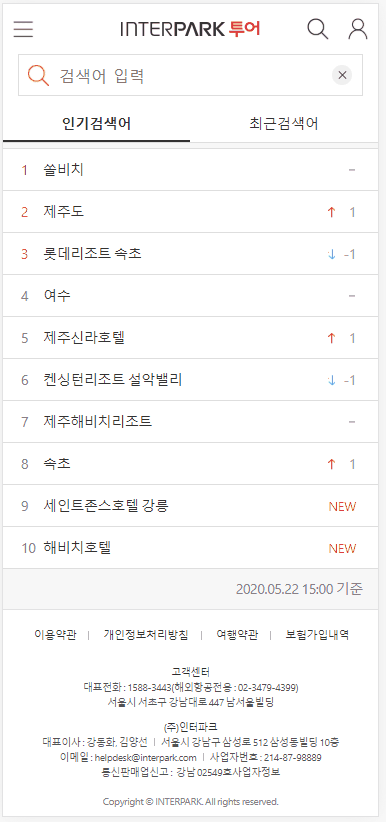 INTERPARK 투어
검색어 입력
인기검색어 최근검색어
1 쏠비치 -
2 제주도 ↑ 1
3 롯데리조트 속초 ↓ -1
4 여수 -
5 제주신라호텔 ↑ 1
6 켄싱턴리조트 설악밸리 ↓ -1
7 제주해비치리조트 -
8 속초 ↑ 1
9 세인트존스호텔 강릉 NEW
10 해비치호텔 NEW
2020.05.22 15:00 기준
이용약관 | 개인정보처리방침 | 여행약관 | 보험가입내역
고객센터
대표전화 : 1588-3443(해외항공전용 : 02-3479-4399)
서울시 서초구 강남대로 447 남서울빌딩
(주)인터파크
대표이사 : 강동화, 김양선 | 서울시 강남구 삼성로 512 삼성동빌딩 10층
이메일 : helpdesk@interpark.com | 사업자번호 : 214-87-98889
통신판매업신고 : 강남 02549호사업자정보
Copyright © INTERPARK. All rights reserved.